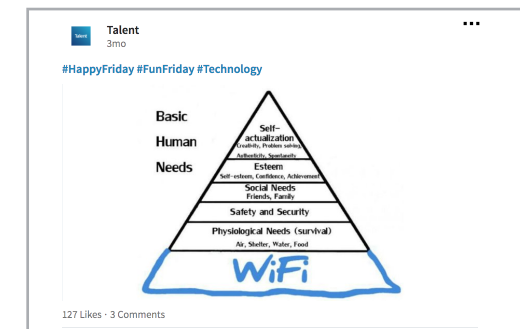 Talent
Talent
3mo
#HappyFriday #FunFriday #Technology
Basic
Human
Needs
Self-
actualization
Creativity, Problem solving,
Authenticity, Spontaneity
Esteem
Self-esteem, Confidence, Achievement
Social Needs
Friends, Family
Safety and Security
Physiological Needs (survival)
Air, Shelter, Water, Food
WiFi
127 Likes · 3 Comments